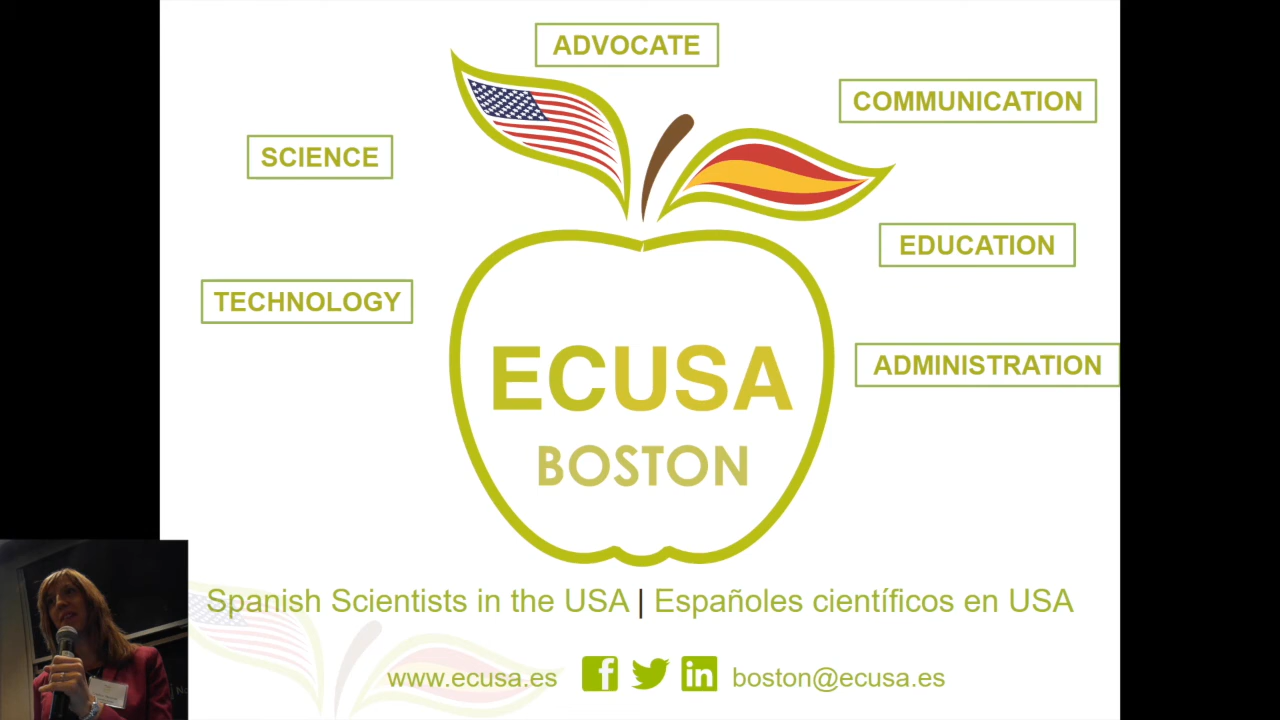 ADVOCATE
COMMUNICATION
SCIENCE
EDUCATION
TECHNOLOGY
ADMINISTRATION
ECUSA
BOSTON
Spanish Scientists in the USA | Españoles científicos en USA
www.ecusa.es
boston@ecusa.es